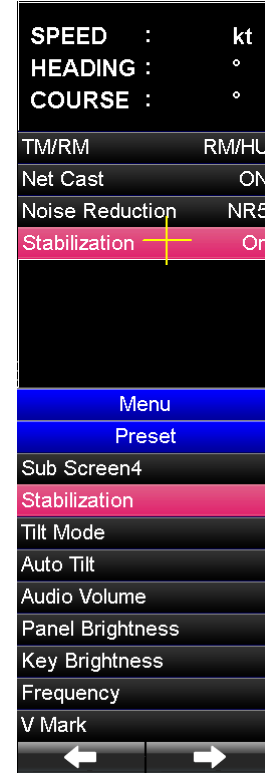 SPEED : kt
HEADING : °
COURSE : °
TM/RM RM/HU
Net Cast ON
Noise Reduction NR5
Stabilization On
Menu
Preset
Sub Screen4
Stabilization
Tilt Mode
Auto Tilt
Audio Volume
Panel Brightness
Key Brightness
Frequency
V Mark